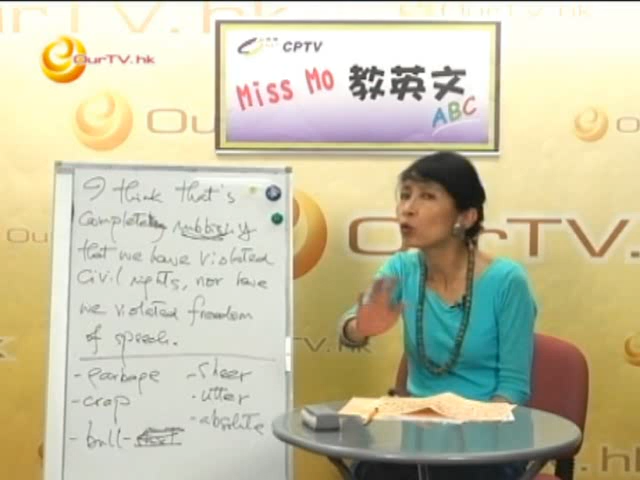 OurTV.hk
CPTV
Miss Mo 教英文
ABC
I think that's
completely rubbish
that we have violated
civil rights, nor have
we violated freedom
of speech.
- garbage - sheer
- crap - utter
- absolute
- bull-
OurTV.hk